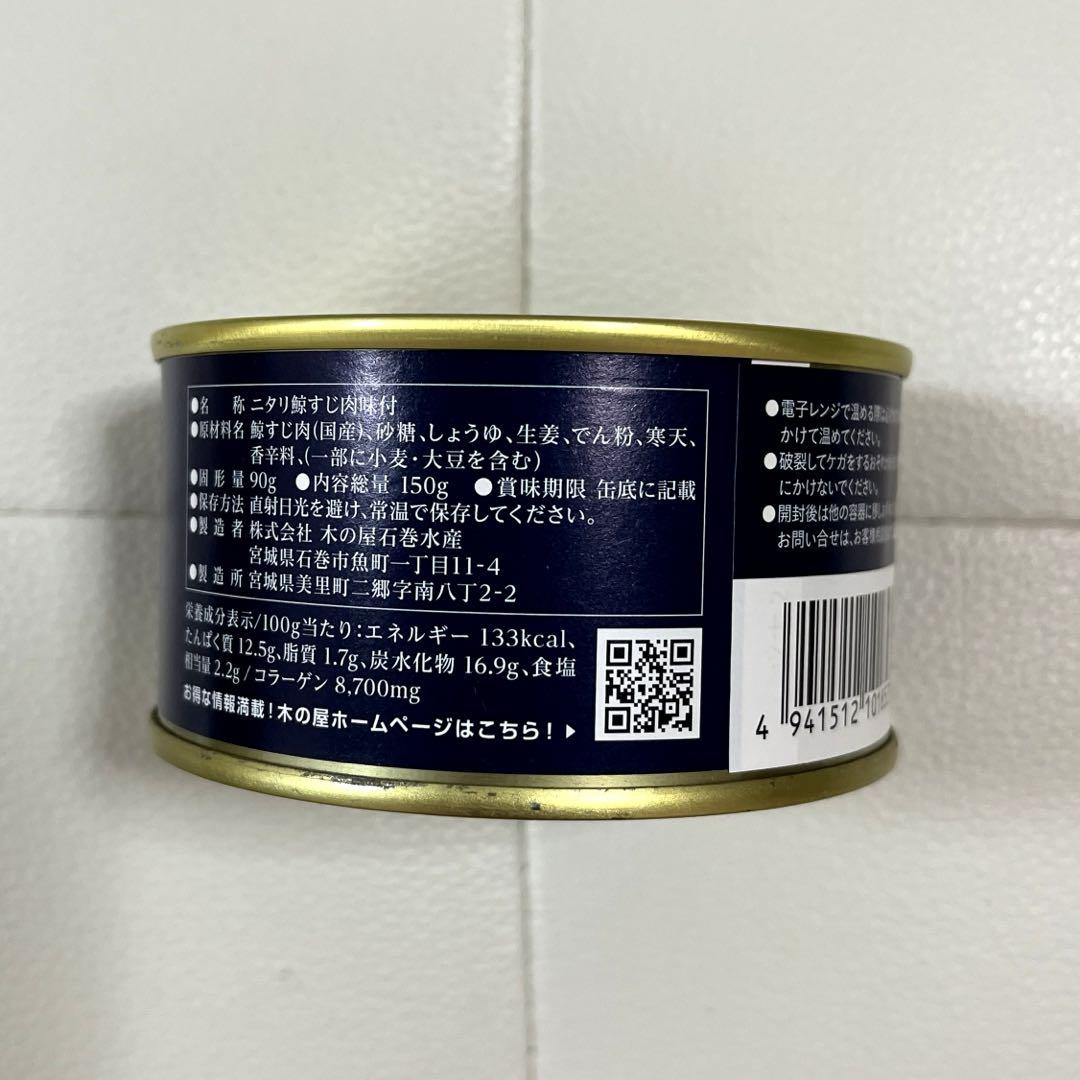 ●名　称 ニタリ鯨すじ肉味付
●原材料名 鯨すじ肉(国産)、砂糖、しょうゆ、生姜、でん粉、寒天、
香辛料、(一部に小麦・大豆を含む)
●固形量 90g ●内容総量 150g ●賞味期限 缶底に記載
●保存方法 直射日光を避け、常温で保存してください。
●製造者 株式会社 木の屋石巻水産
宮城県石巻市魚町一丁目11-4
●製造所 宮城県美里町二郷字南八丁2-2
栄養成分表示/100g当たり:エネルギー 133kcal、
たんぱく質 12.5g、脂質 1.7g、炭水化物 16.9g、食塩
相当量 2.2g / コラーゲン 8,700mg
お得な情報満載!木の屋ホームページはこちら!▶
●電子レンジで温める際は
かけて温めてください。
●破裂してケガをするおそれ
にかけないでください。
●開封後は他の容器に移し
お問い合せは、お客様
4 941512 101